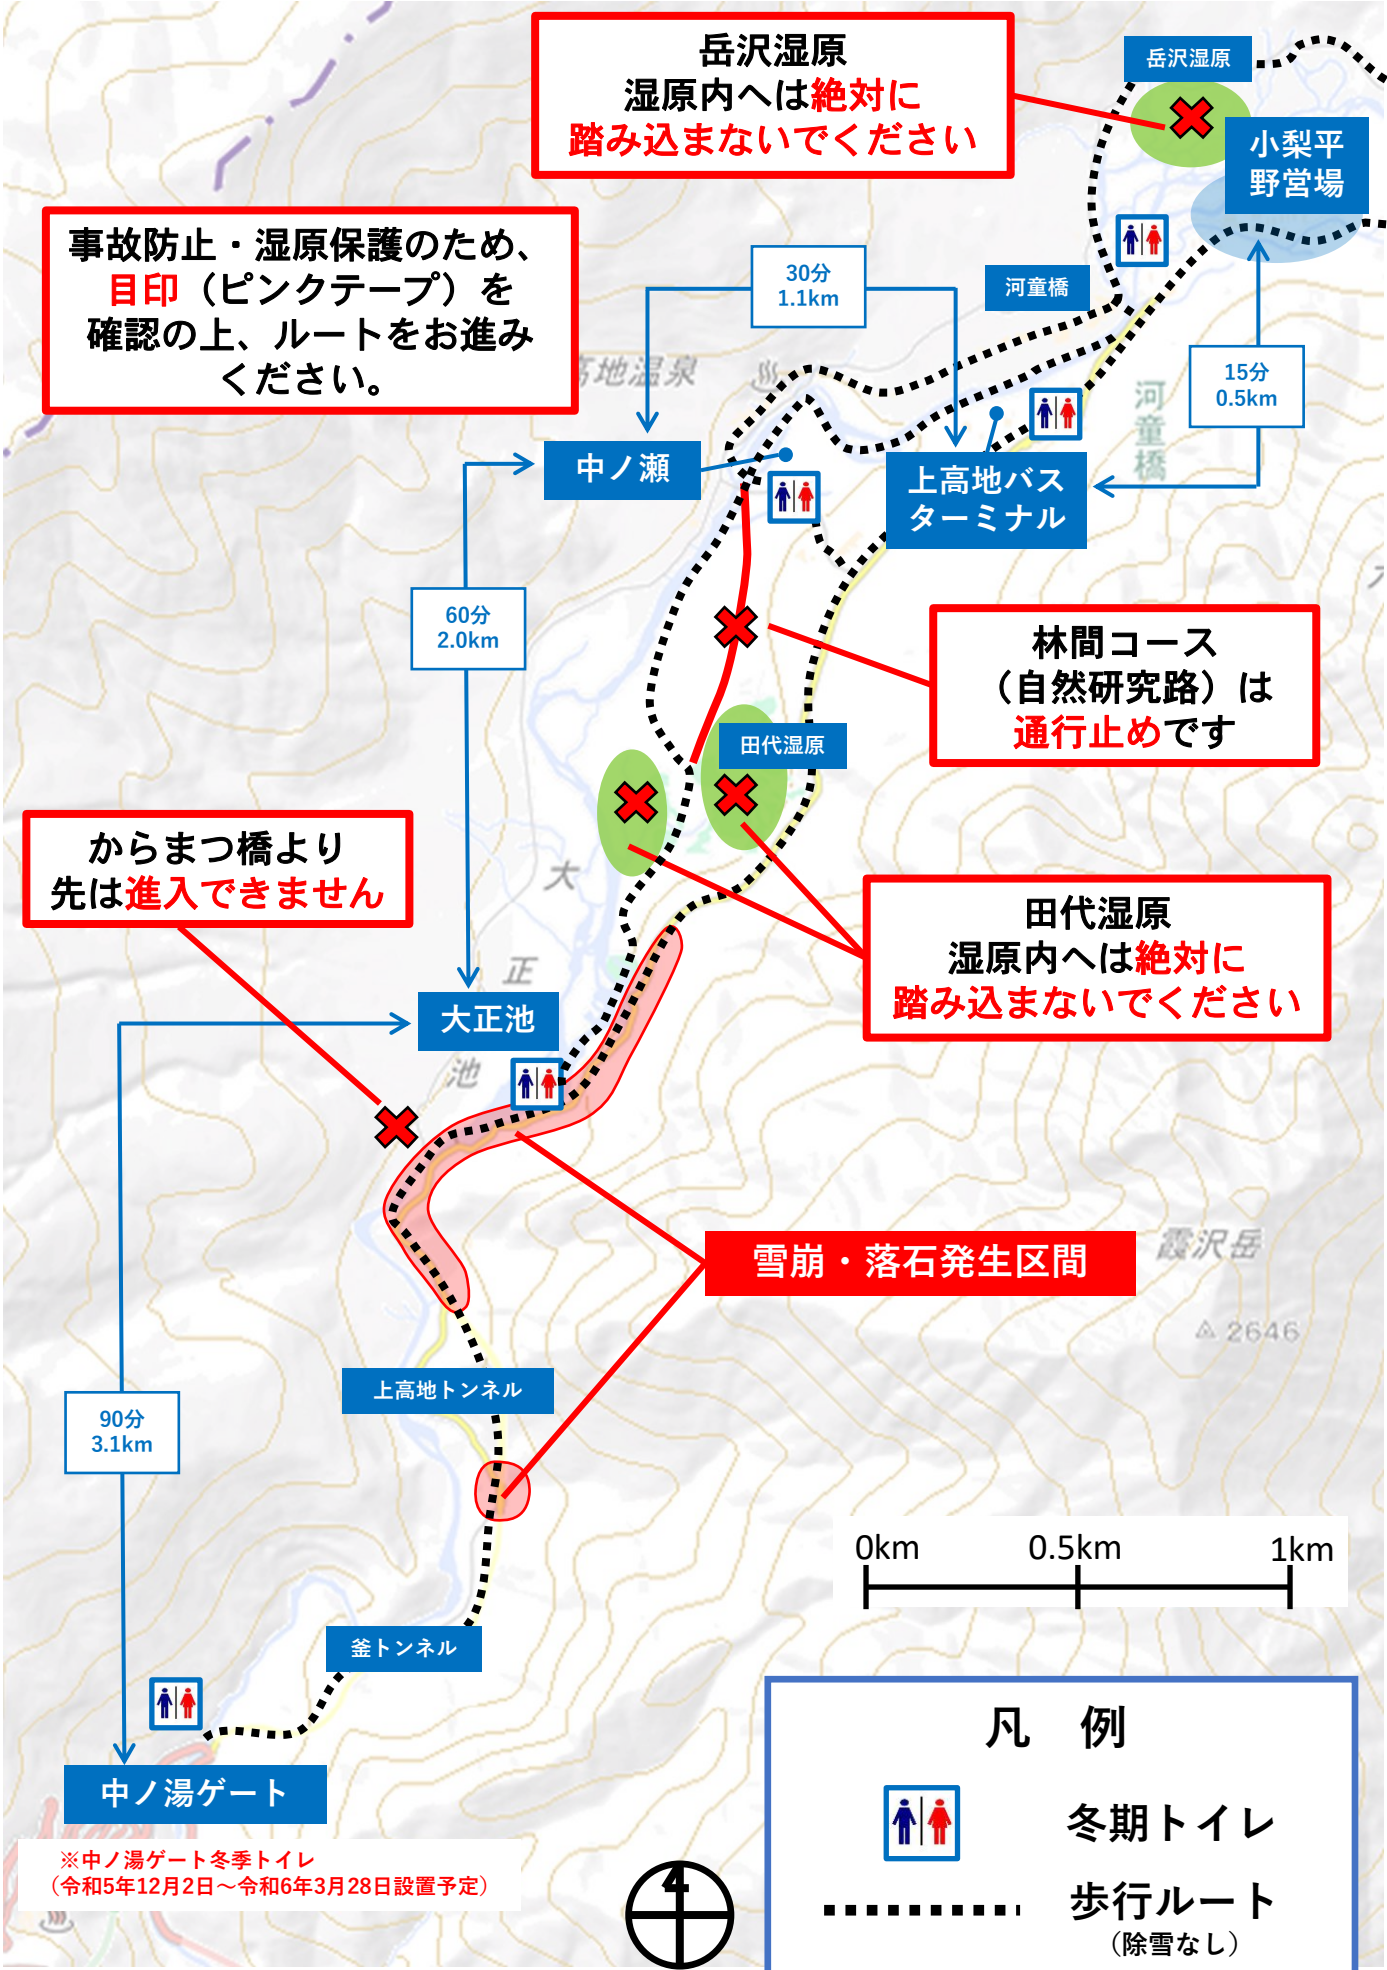 岳沢湿原
湿原内へは絶対に
踏み込まないでください
岳沢湿原
小梨平
野営場
事故防止・湿原保護のため、
目印（ピンクテープ）を
確認の上、ルートをお進み
ください。
30分
1.1km
河童橋
高地温泉
15分
0.5km
河童橋
中ノ瀬
上高地バス
ターミナル
60分
2.0km
林間コース
（自然研究路）は
通行止めです
田代湿原
からまつ橋より
先は進入できません
大正池
田代湿原
湿原内へは絶対に
踏み込まないでください
大正池
雪崩・落石発生区間
霞沢岳
2646
上高地トンネル
90分
3.1km
0km 0.5km 1km
釜トンネル
中ノ湯ゲート
※中ノ湯ゲート冬季トイレ
（令和5年12月2日～令和6年3月28日設置予定）
凡 例
冬期トイレ
歩行ルート
（除雪なし）